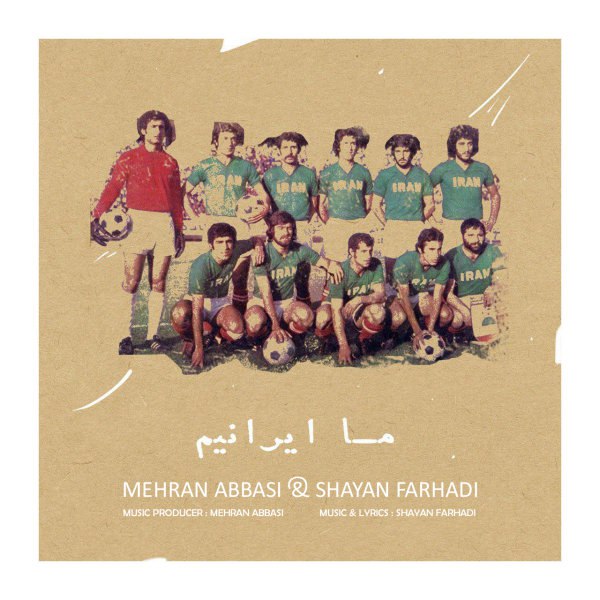 IRAN IRAN IRAN IRAN IRAN
IRAN IRAN IRAN IRAN
ما ایرانیم
MEHRAN ABBASI & SHAYAN FARHADI
MUSIC PRODUCER : MEHRAN ABBASI MUSIC & LYRICS : SHAYAN FARHADI